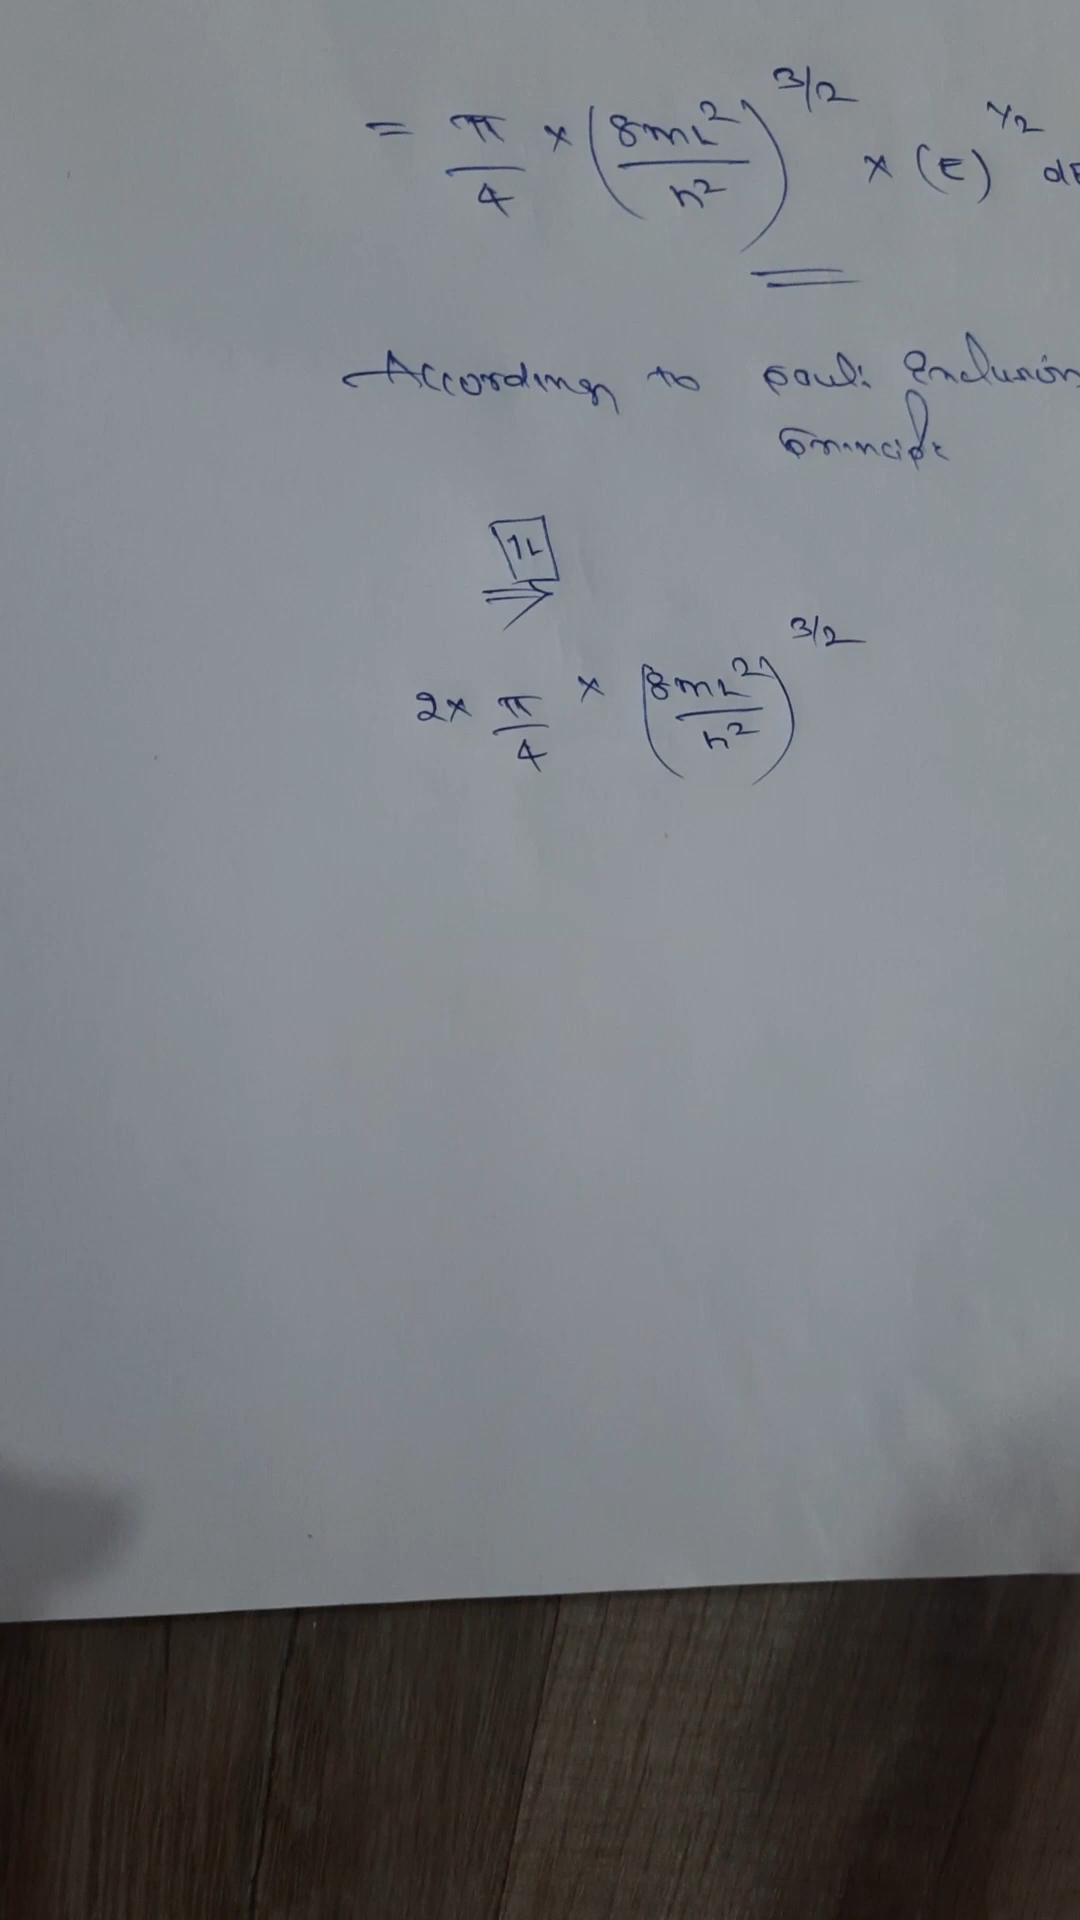 = π/4 × (8mL²/h²)^3/2 × (E)^1/2 dE
According to Pauli Exclusion
Principle
1L
⇒
2× π/4 × (8mL²/h²)^3/2